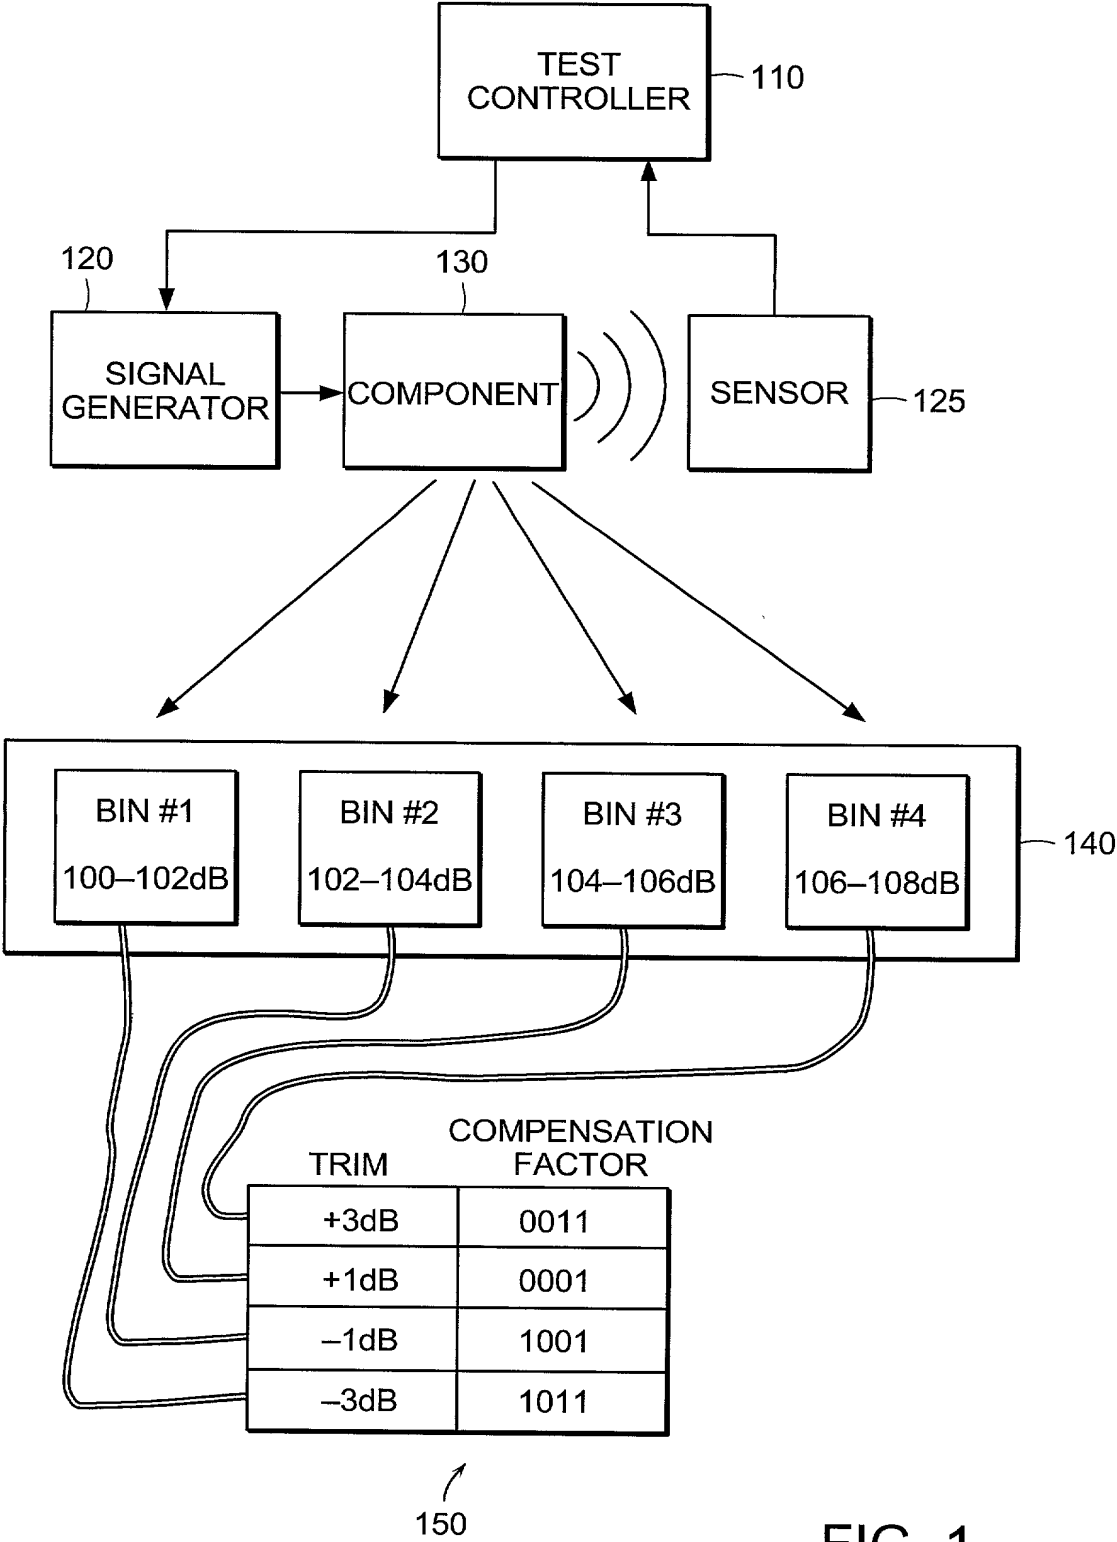 TEST
CONTROLLER
110
120
130
SIGNAL
GENERATOR
COMPONENT
SENSOR
125
BIN #1
100–102dB
BIN #2
102–104dB
BIN #3
104–106dB
BIN #4
106–108dB
140
TRIM
COMPENSATION
FACTOR
+3dB 0011
+1dB 0001
–1dB 1001
–3dB 1011
150
FIG. 1